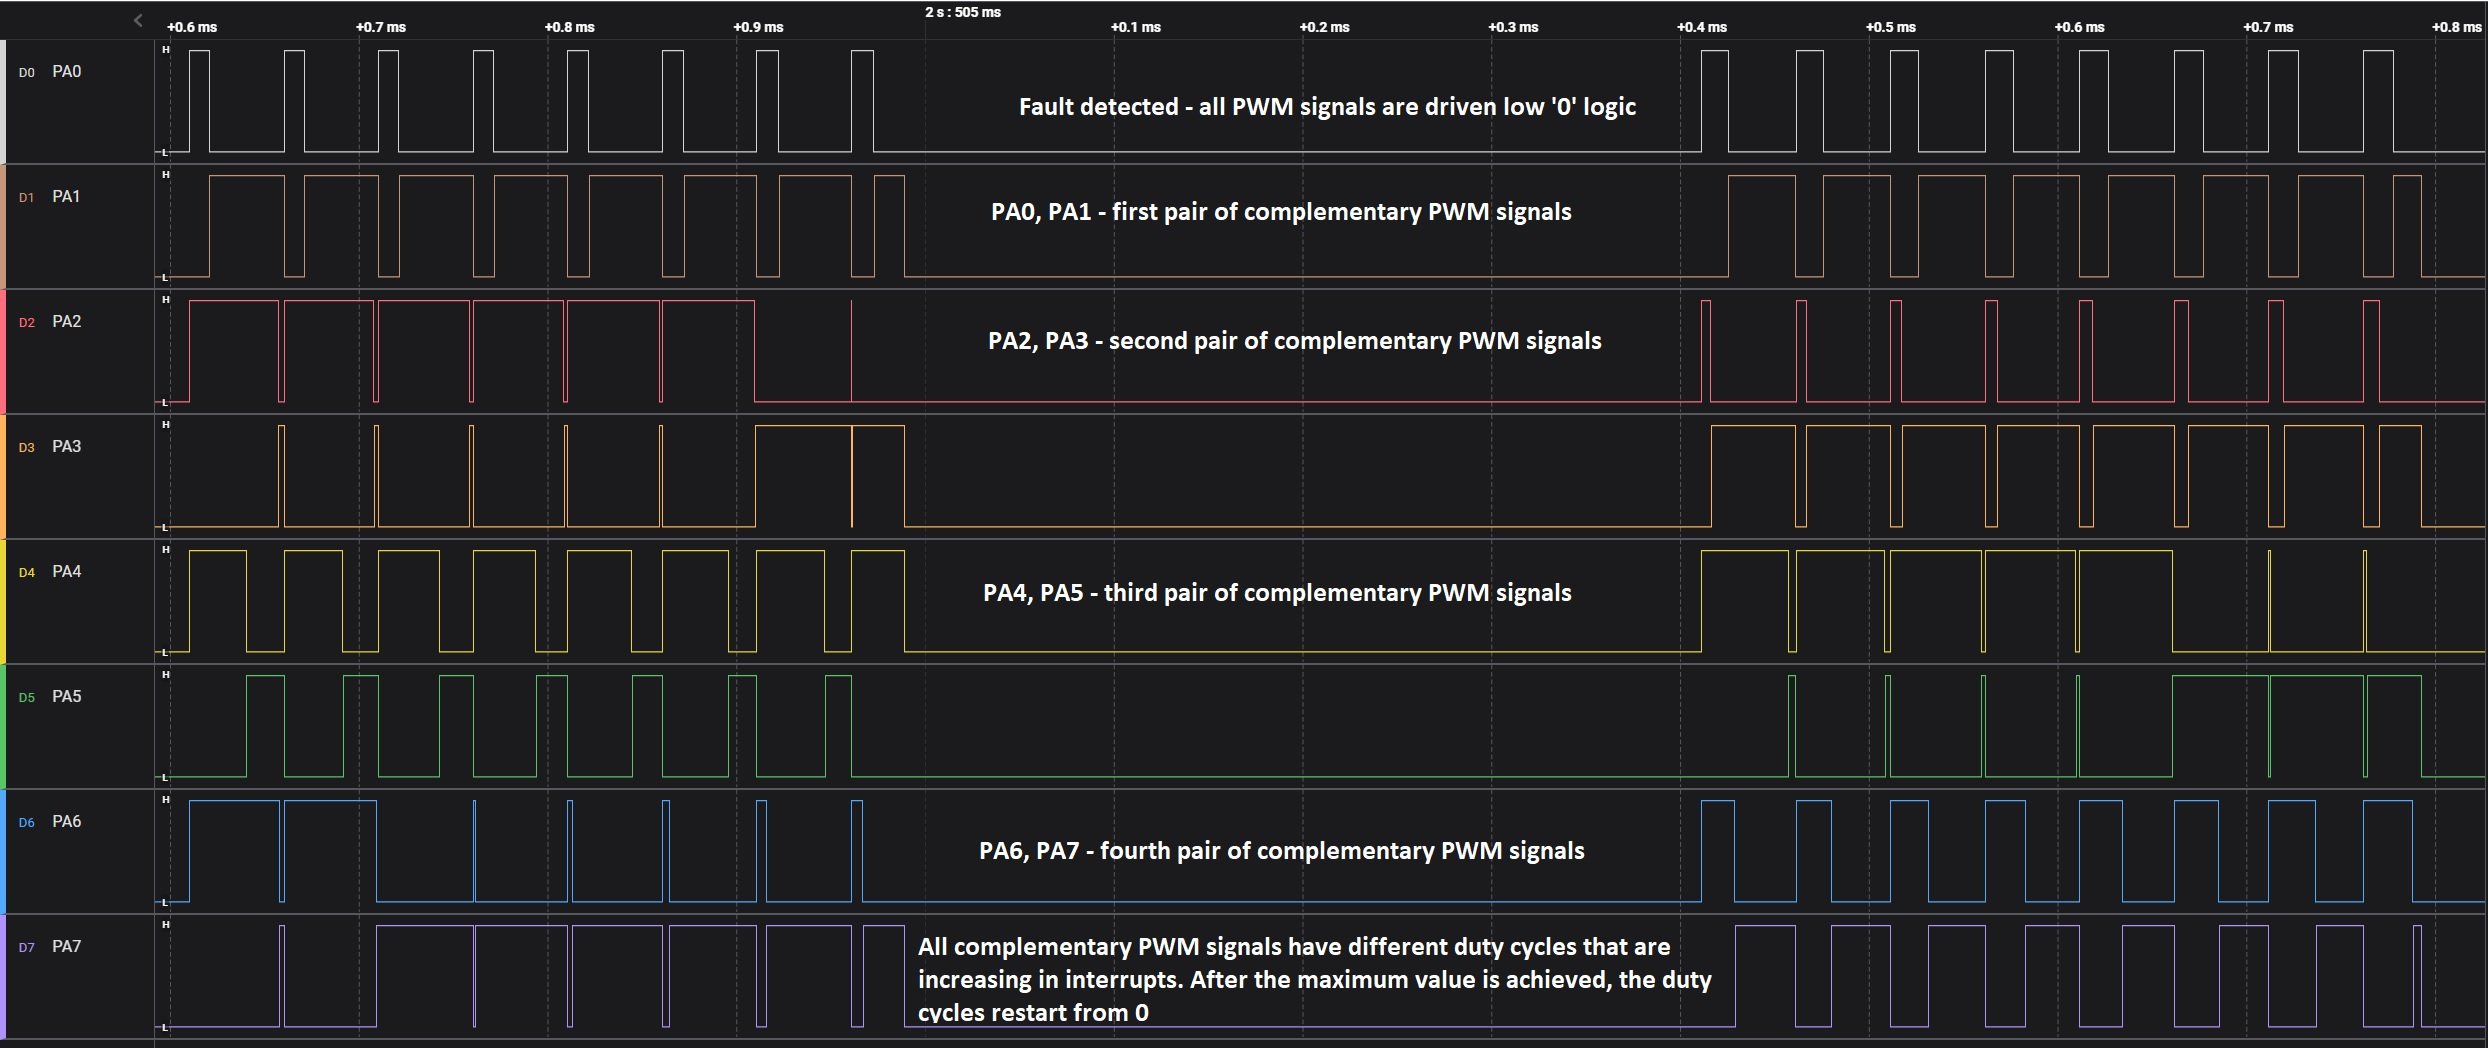 2 s : 505 ms
+0.6 ms +0.7 ms +0.8 ms +0.9 ms +0.1 ms +0.2 ms +0.3 ms +0.4 ms +0.5 ms +0.6 ms +0.7 ms +0.8 ms
H
D0 PA0
Fault detected - all PWM signals are driven low '0' logic
L
H
D1 PA1
PA0, PA1 - first pair of complementary PWM signals
L
H
D2 PA2
PA2, PA3 - second pair of complementary PWM signals
L
H
D3 PA3
L
H
D4 PA4
PA4, PA5 - third pair of complementary PWM signals
L
H
D5 PA5
L
H
D6 PA6
PA6, PA7 - fourth pair of complementary PWM signals
L
H
D7 PA7
All complementary PWM signals have different duty cycles that are
increasing in interrupts. After the maximum value is achieved, the duty
cycles restart from 0
L